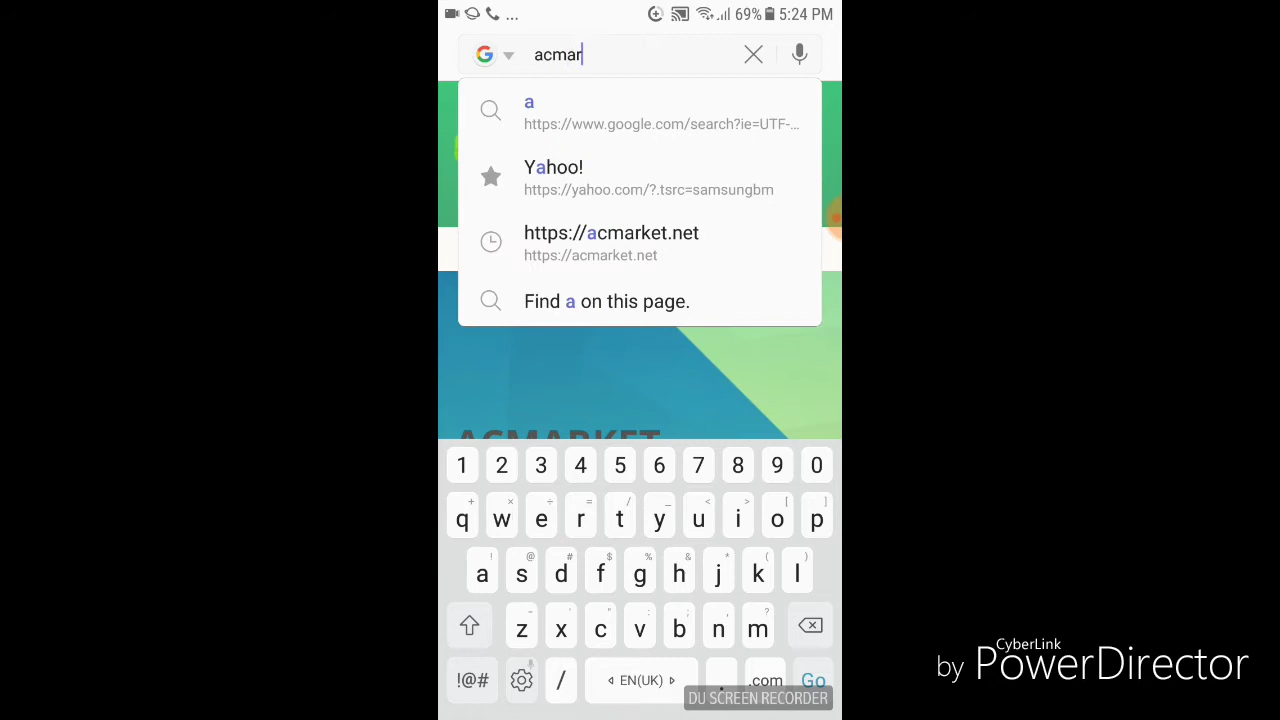 ... 69% 5:24 PM
acmar
a
https://www.google.com/search?ie=UTF-...
Yahoo!
https://yahoo.com/?.tsrc=samsungbm
https://acmarket.net
https://acmarket.net
Find a on this page.
ACMARKET
1 2 3 4 5 6 7 8 9 0
+ × ÷ = / _ < > [ ]
q w e r t y u i o p
! @ # $ % & * ( )
a s d f g h j k l
- ' " : ; , ?
z x c v b n m
!@# / EN(UK) . .com Go
DU SCREEN RECORDER
CyberLink
by PowerDirector